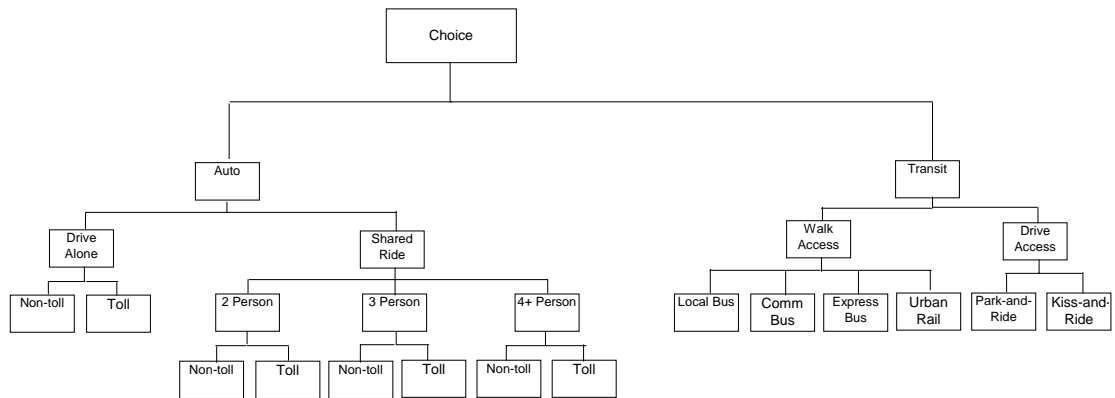 Choice
Auto
Transit
Drive
Alone
Shared
Ride
Walk
Access
Drive
Access
Non-toll
Toll
2 Person
3 Person
4+ Person
Local Bus
Comm
Bus
Express
Bus
Urban
Rail
Park-and-
Ride
Kiss-and-
Ride
Non-toll
Toll
Non-toll
Toll
Non-toll
Toll